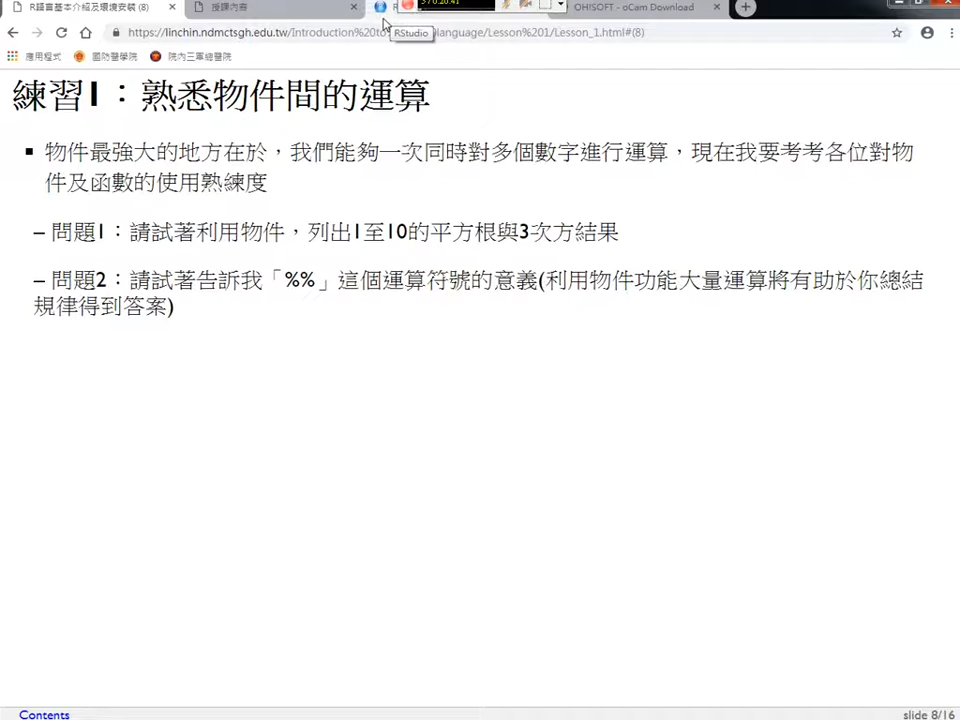 R語言基本介紹及環境安裝 (8)
授課內容
OHISOFT - oCam Download
https://linchin.ndmctsgh.edu.tw/Introduction%20to
language/Lesson%201/Lesson_1.html#(8)
RStudio
應用程式
國防醫學院
院內三軍總醫院
練習1：熟悉物件間的運算
物件最強大的地方在於，我們能夠一次同時對多個數字進行運算，現在我要考考各位對物
件及函數的使用熟練度
– 問題1：請試著利用物件，列出1至10的平方根與3次方結果
– 問題2：請試著告訴我「%%」這個運算符號的意義(利用物件功能大量運算將有助於你總結
規律得到答案)
Contents
slide 8/16